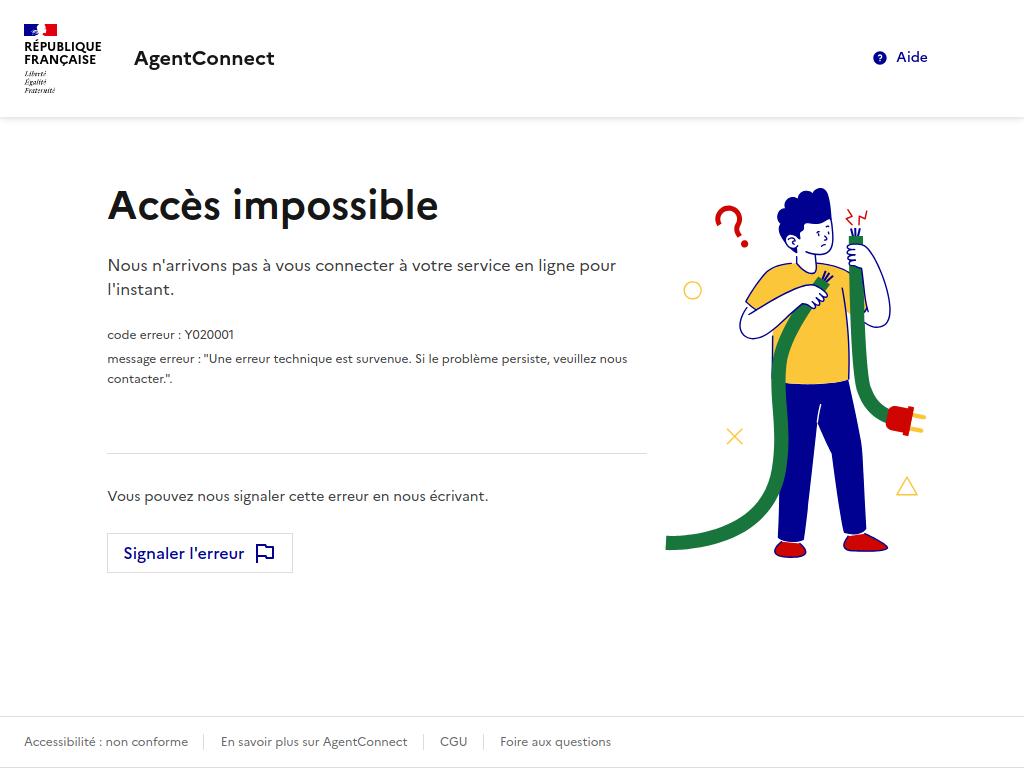 RÉPUBLIQUE
FRANÇAISE
Liberté
Égalité
Fraternité
AgentConnect
Aide
Accès impossible
Nous n'arrivons pas à vous connecter à votre service en ligne pour
l'instant.
code erreur : Y020001
message erreur : "Une erreur technique est survenue. Si le problème persiste, veuillez nous
contacter.".
Vous pouvez nous signaler cette erreur en nous écrivant.
Signaler l'erreur
Accessibilité : non conforme
En savoir plus sur AgentConnect
CGU
Foire aux questions